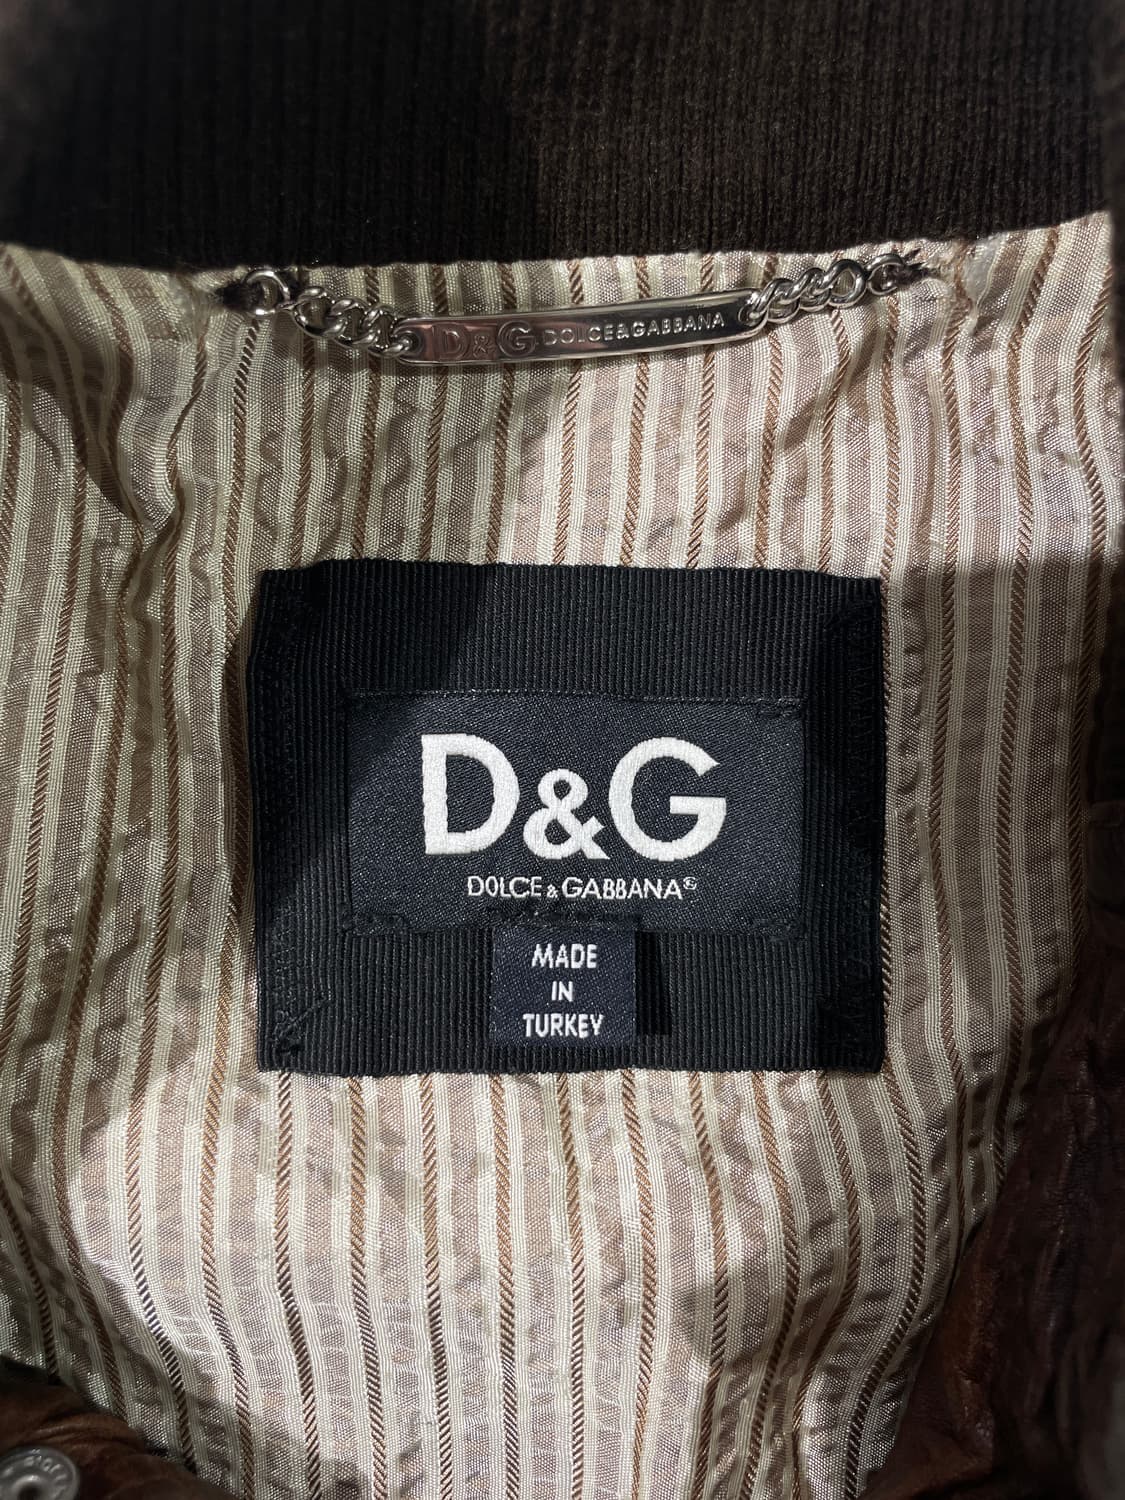 D&G DOLCE&GABBANA
D&G
DOLCE & GABBANA®
MADE
IN
TURKEY